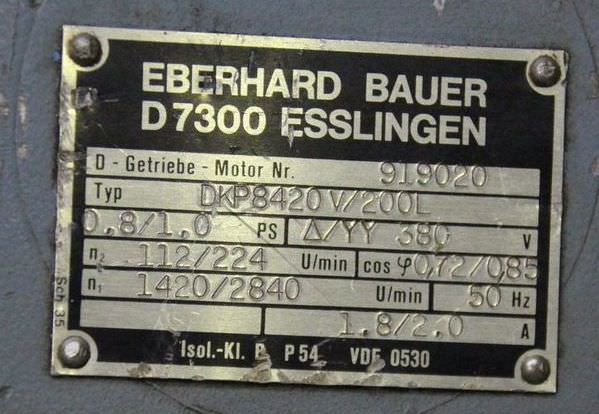 EBERHARD BAUER
D7300 ESSLINGEN
D - Getriebe - Motor Nr. 919020
Typ DKP8420V/200L
0.8/1.0 PS Δ/YY 380 V
n₂ 112/224 U/min cos φ 0,72/0,85
n₁ 1420/2840 U/min 50 Hz
1.8/2.0 A
Isol.-Kl. P 54 VDE 0530
Sch 35